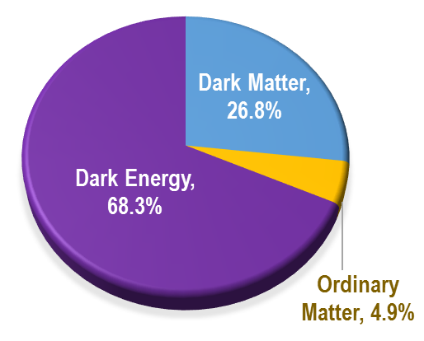 Dark Matter,
26.8%
Dark Energy,
68.3%
Ordinary
Matter, 4.9%